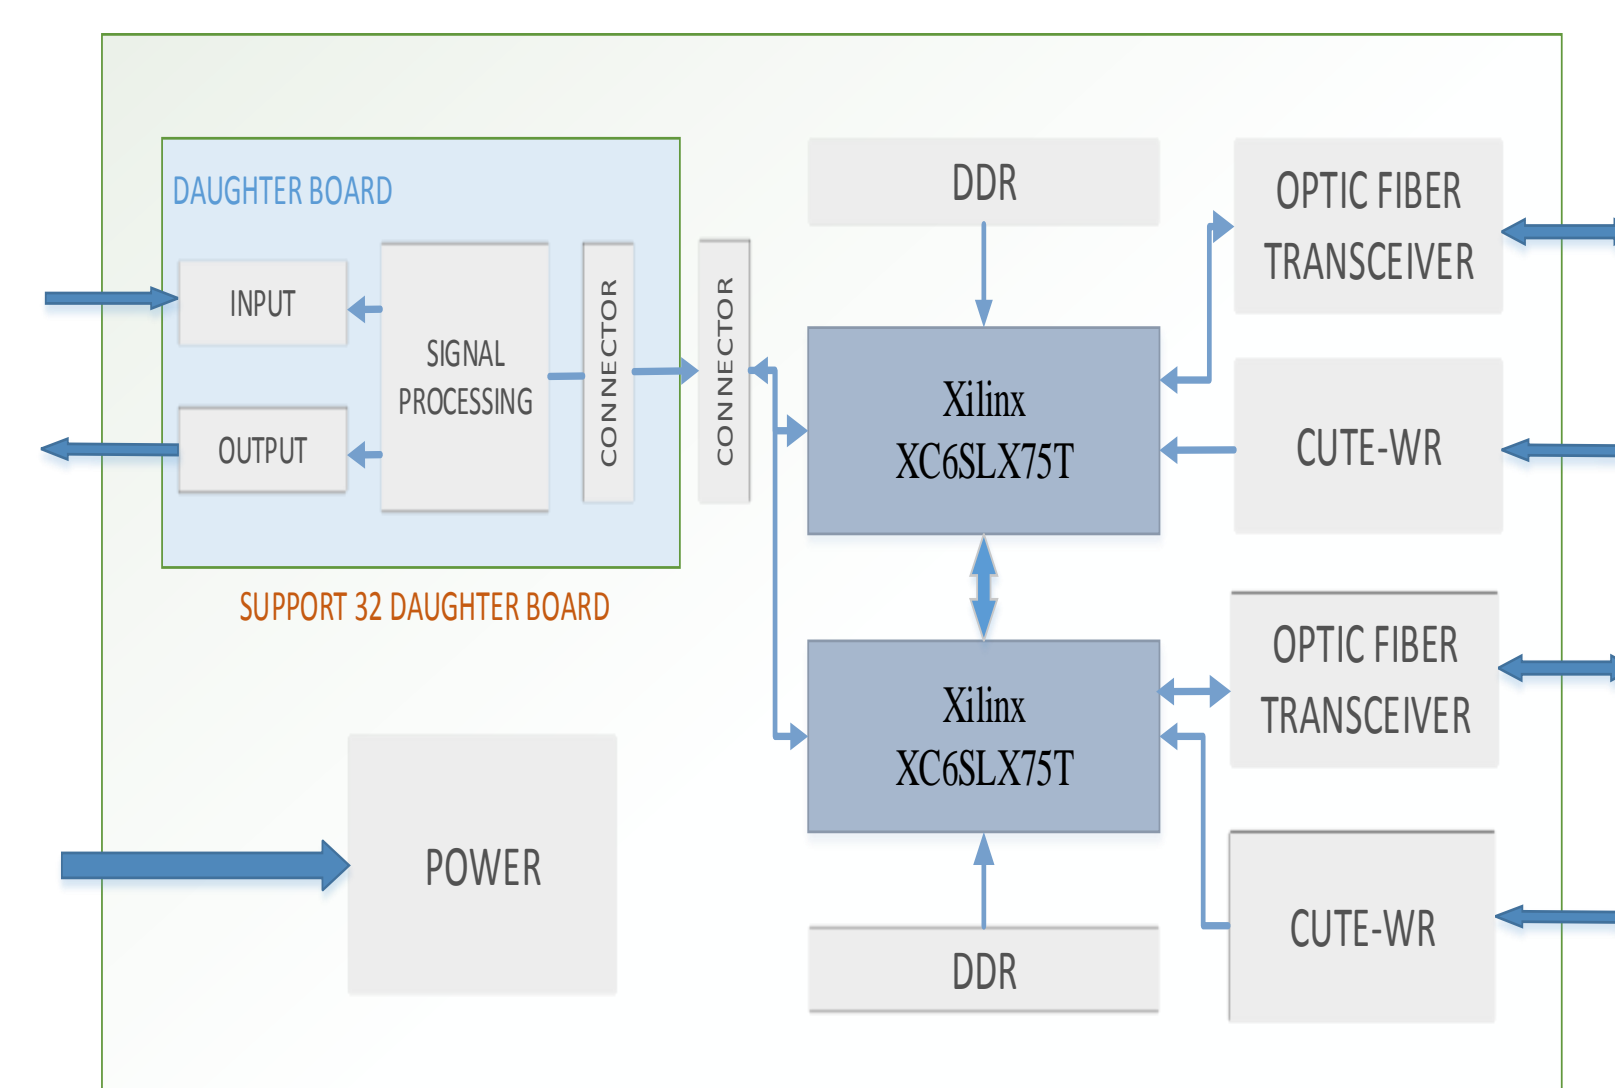 DAUGHTER BOARD
INPUT
OUTPUT
SIGNAL
PROCESSING
CONNECTOR
CONNECTOR
SUPPORT 32 DAUGHTER BOARD
POWER
DDR
Xilinx
XC6SLX75T
Xilinx
XC6SLX75T
DDR
OPTIC FIBER
TRANSCEIVER
CUTE-WR
OPTIC FIBER
TRANSCEIVER
CUTE-WR